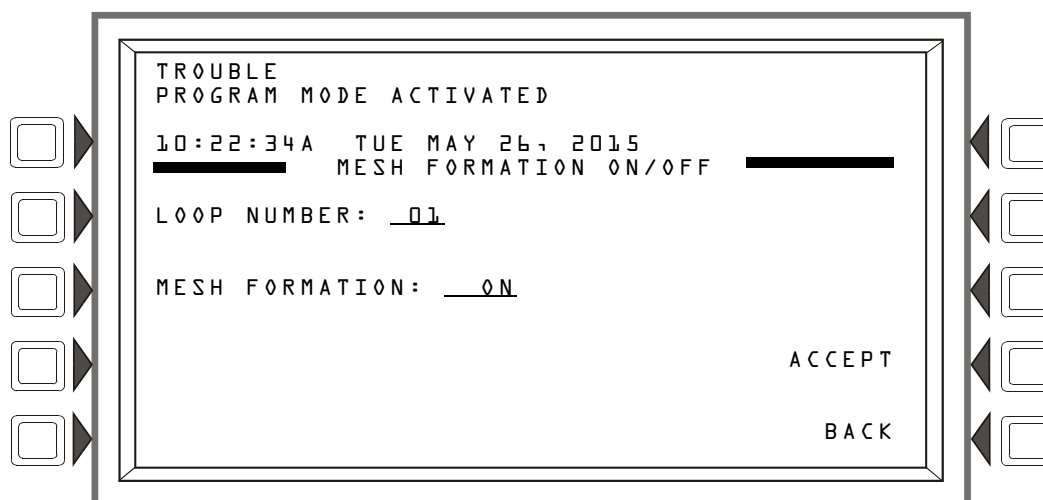 TROUBLE
PROGRAM MODE ACTIVATED
10:22:34A TUE MAY 26, 2015
MESH FORMATION ON/OFF
LOOP NUMBER: 01
MESH FORMATION: ON
ACCEPT
BACK